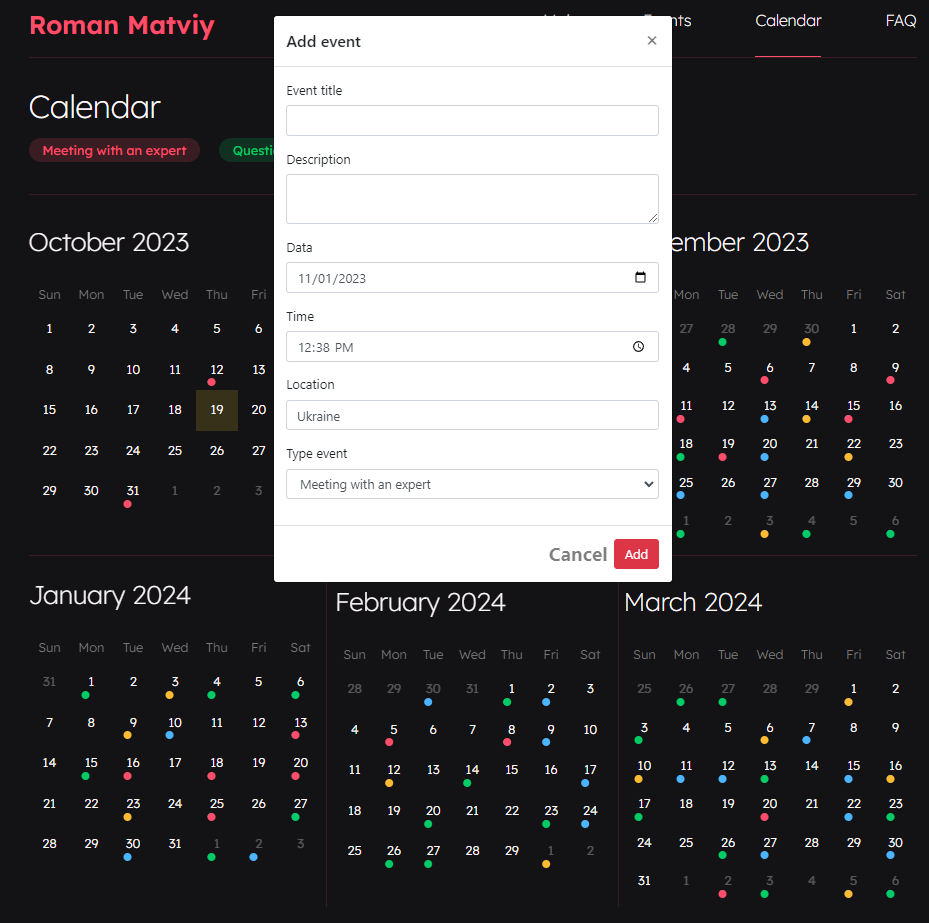 Roman Matviy
Calendar
FAQ
Add event
×
Event title
Description
Data
11/01/2023
Time
12:38 PM
Location
Ukraine
Type event
Meeting with an expert
Cancel
Add
Calendar
Meeting with an expert
October 2023
Sun Mon Tue Wed Thu Fri
1 2 3 4 5 6
8 9 10 11 12 13
15 16 17 18 19 20
22 23 24 25 26 27
29 30 31 1 2 3
ember 2023
Mon Tue Wed Thu Fri Sat
27 28 29 30 1 2
4 5 6 7 8 9
11 12 13 14 15 16
18 19 20 21 22 23
25 26 27 28 29 30
1 2 3 4 5 6
January 2024
Sun Mon Tue Wed Thu Fri Sat
31 1 2 3 4 5 6
7 8 9 10 11 12 13
14 15 16 17 18 19 20
21 22 23 24 25 26 27
28 29 30 31 1 2 3
February 2024
Sun Mon Tue Wed Thu Fri Sat
28 29 30 31 1 2 3
4 5 6 7 8 9 10
11 12 13 14 15 16 17
18 19 20 21 22 23 24
25 26 27 28 29 1 2
March 2024
Sun Mon Tue Wed Thu Fri Sat
25 26 27 28 29 1 2
3 4 5 6 7 8 9
10 11 12 13 14 15 16
17 18 19 20 21 22 23
24 25 26 27 28 29 30
31 1 2 3 4 5 6